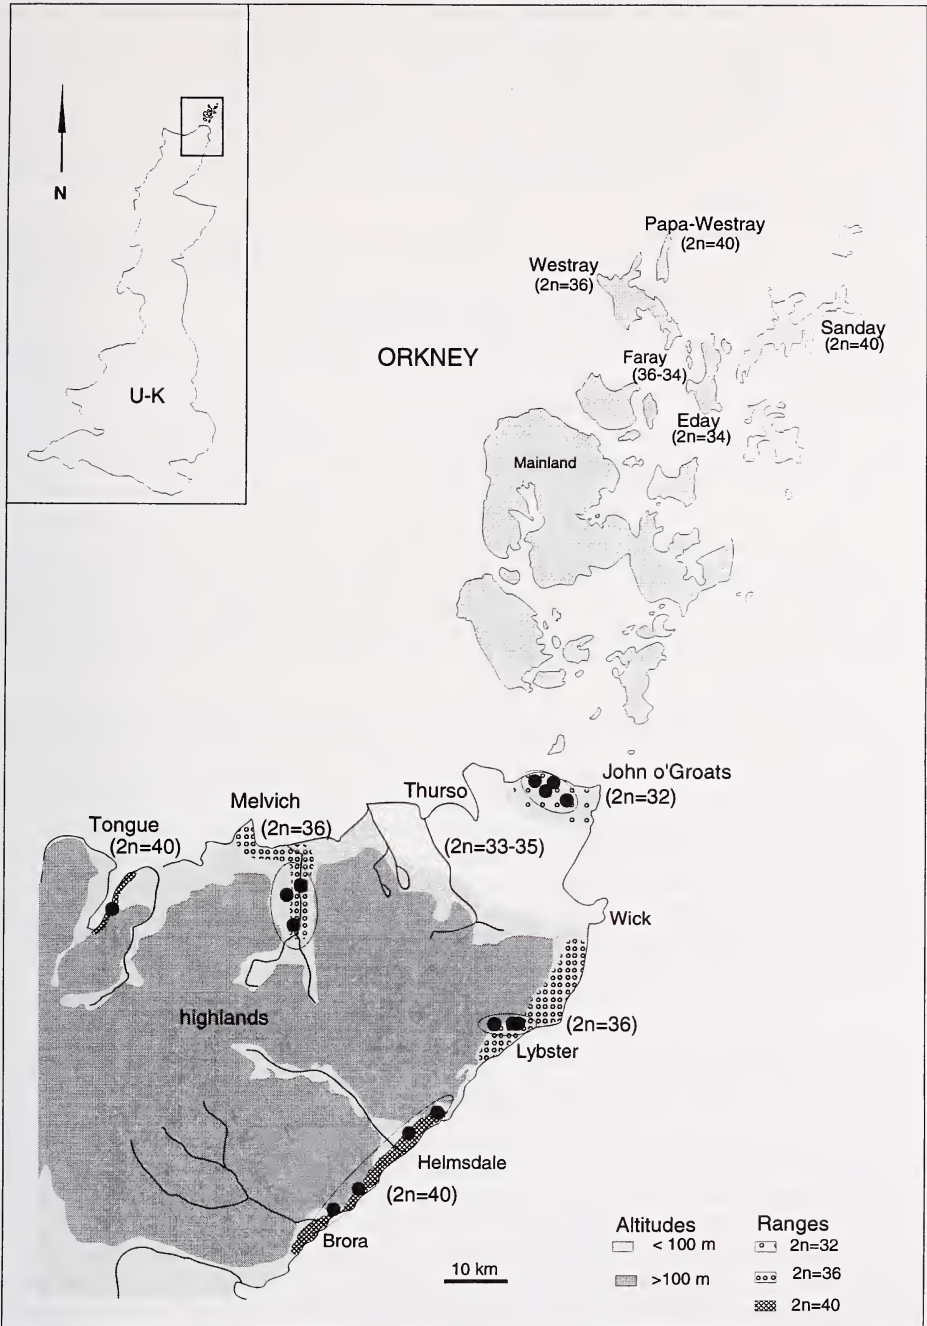 N
U-K
Papa-Westray
(2n=40)
Westray
(2n=36)
Sanday
(2n=40)
ORKNEY
Faray
(36-34)
Eday
(2n=34)
Mainland
John o'Groats
(2n=32)
Thurso
Melvich
(2n=36)
Tongue
(2n=40)
(2n=33-35)
Wick
highlands
(2n=36)
Lybster
Helmsdale
(2n=40)
Brora
10 km
Altitudes
< 100 m
>100 m
Ranges
2n=32
2n=36
2n=40